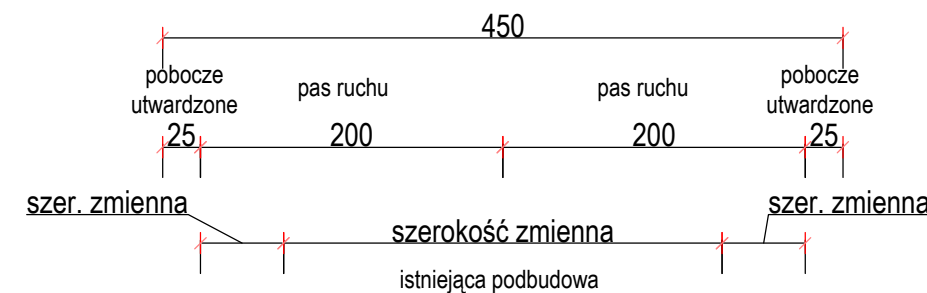 450
pobocze
utwardzone
pas ruchu
pas ruchu
pobocze
utwardzone
25
200
200
25
szer. zmienna
szer. zmienna
szerokość zmienna
istniejąca podbudowa